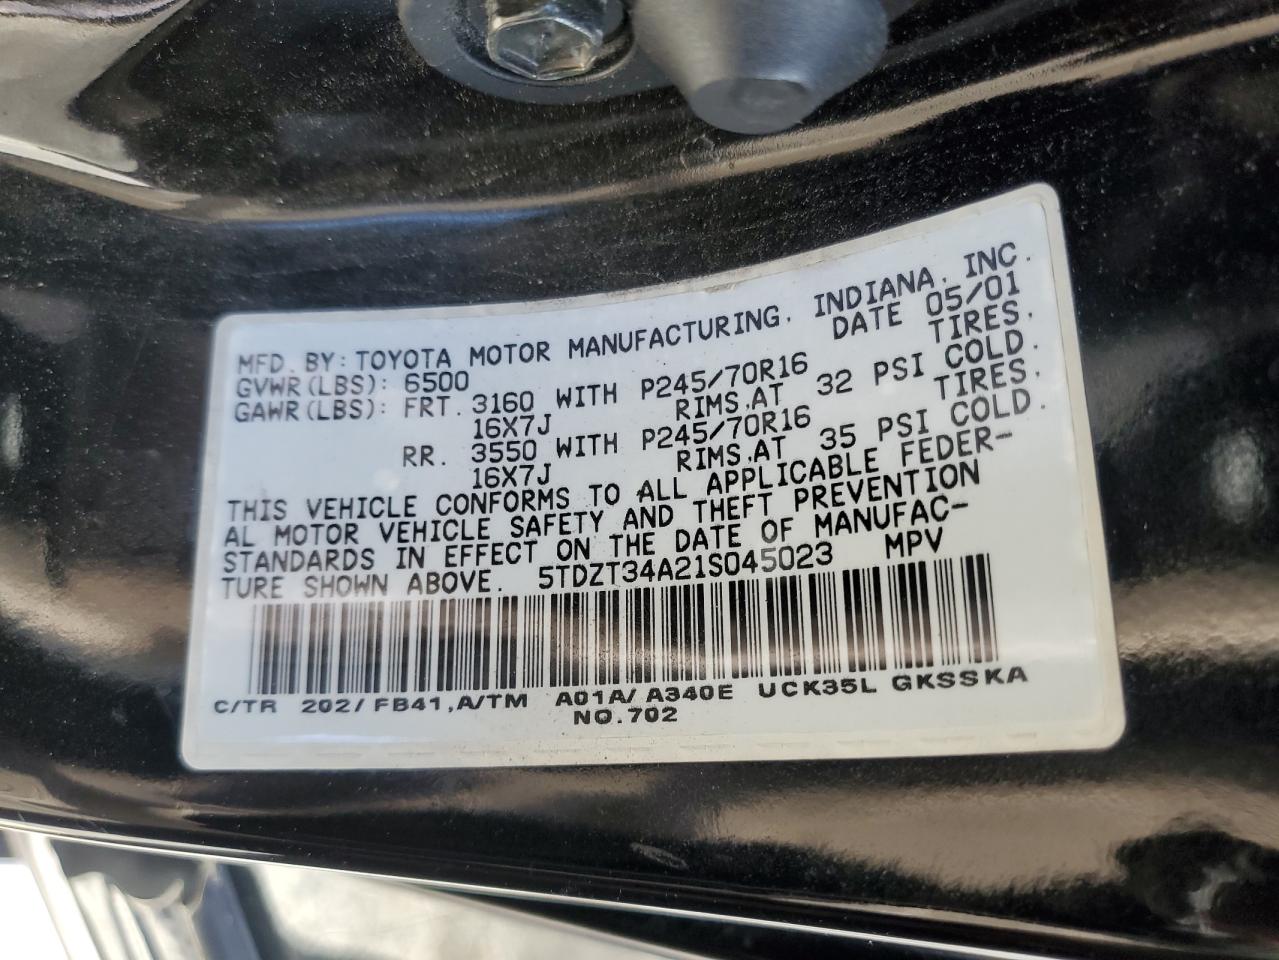 MFD. BY: TOYOTA MOTOR MANUFACTURING, INDIANA, INC.
GVWR(LBS): 6500 DATE 05/01
GAWR(LBS): FRT. 3160 WITH P245/70R16 TIRES,
16X7J RIMS,AT 32 PSI COLD.
RR. 3550 WITH P245/70R16 TIRES,
16X7J RIMS,AT 35 PSI COLD.
THIS VEHICLE CONFORMS TO ALL APPLICABLE FEDER-
AL MOTOR VEHICLE SAFETY AND THEFT PREVENTION
STANDARDS IN EFFECT ON THE DATE OF MANUFAC-
TURE SHOWN ABOVE. 5TDZT34A21S045023 MPV
C/TR 202/FB41,A/TM A01A/A340E UCK35L GKSSKA
NO.702